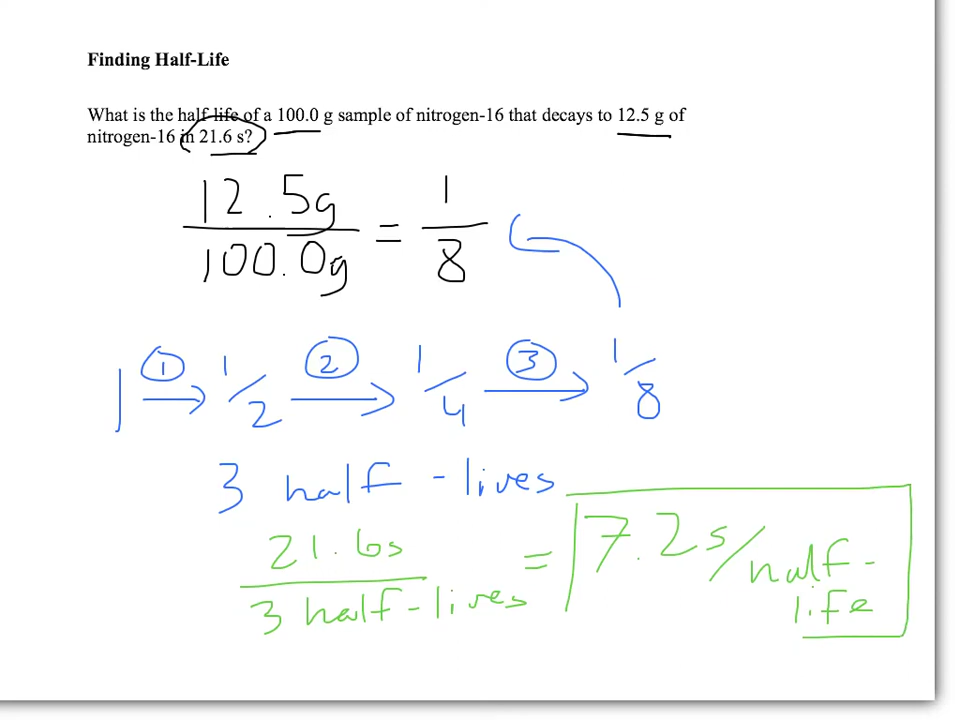 Finding Half-Life
What is the half-life of a 100.0 g sample of nitrogen-16 that decays to 12.5 g of
nitrogen-16 in 21.6 s?
12.5g
100.0g
=
1
8
1
①
1/2
②
1/4
③
1/8
3 half-lives
21.6s
3 half-lives
=
7.2s/half-
life